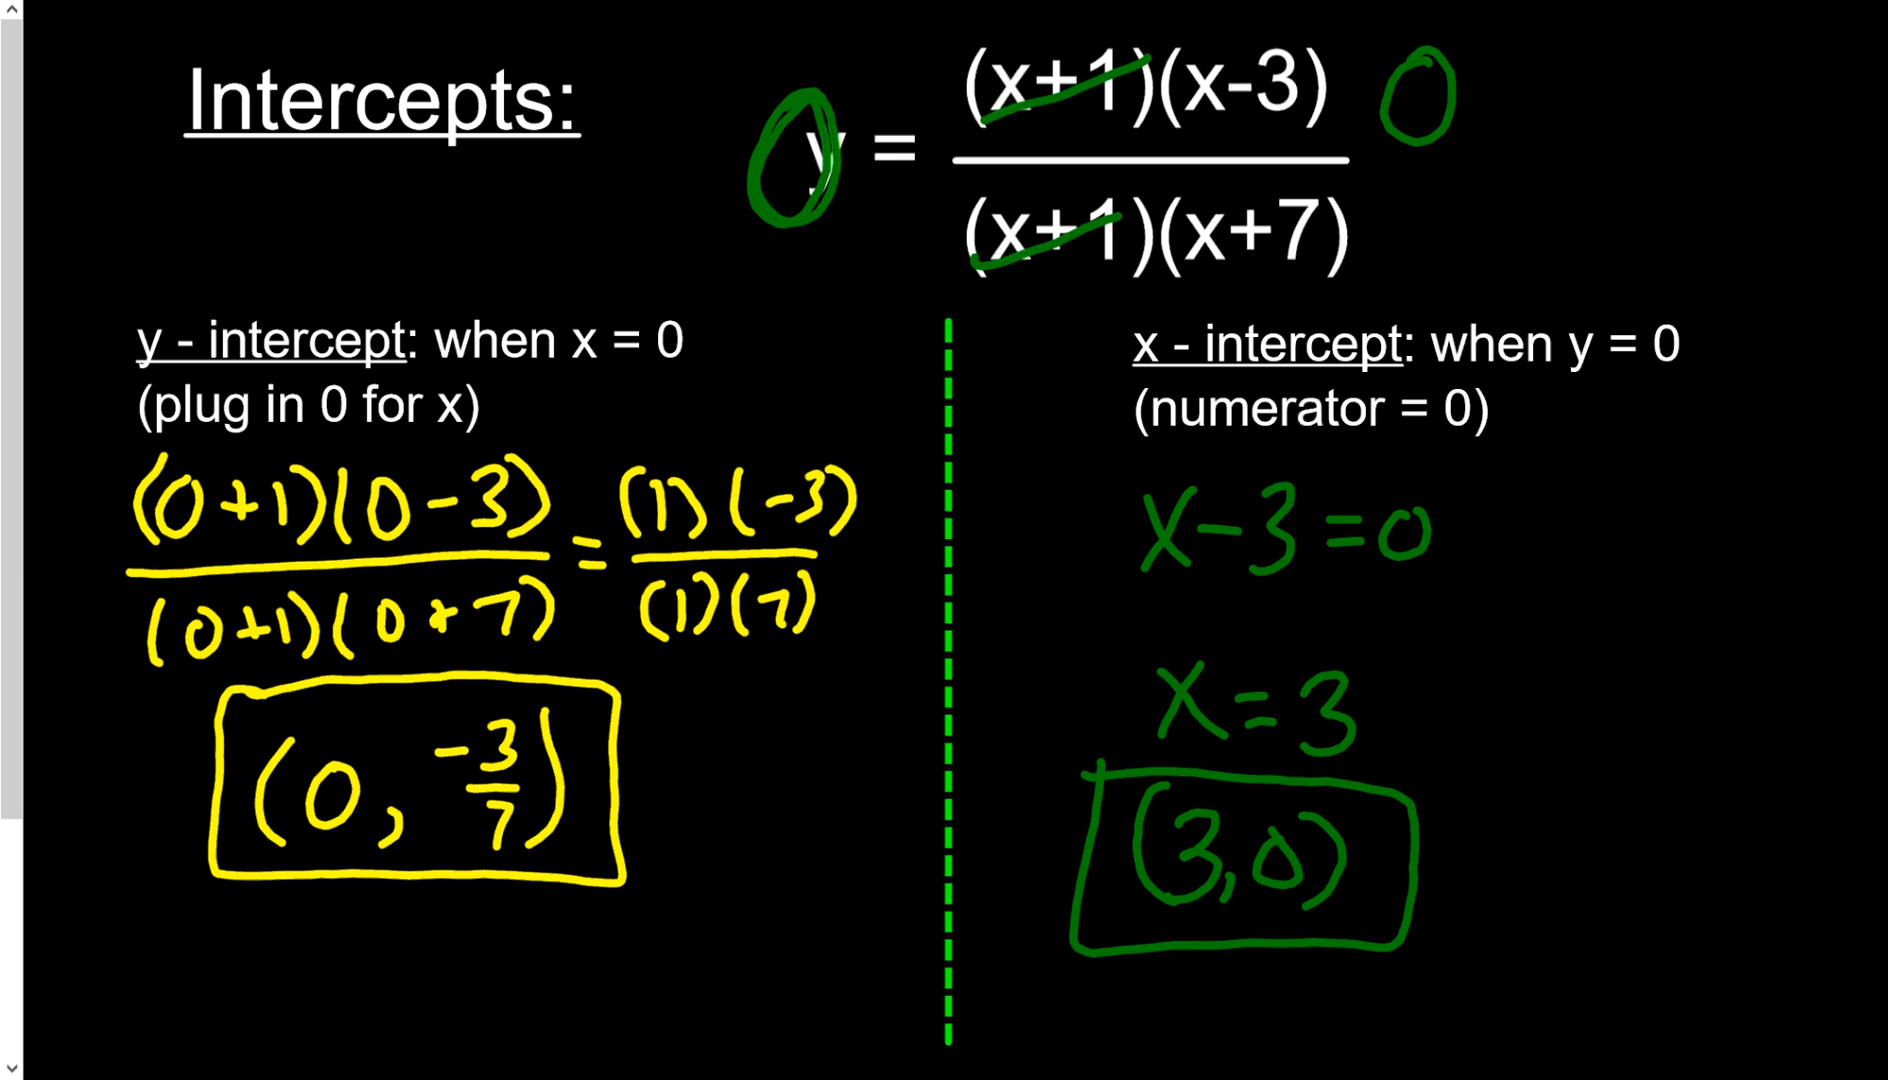 Intercepts:
y = (x+1)(x-3) 0
(x+1)(x+7)
0
y - intercept: when x = 0
(plug in 0 for x)
(0+1)(0-3) = (1)(-3)
(0+1)(0+7) (1)(7)
(0, -3/7)
x - intercept: when y = 0
(numerator = 0)
x-3=0
x=3
(3,0)